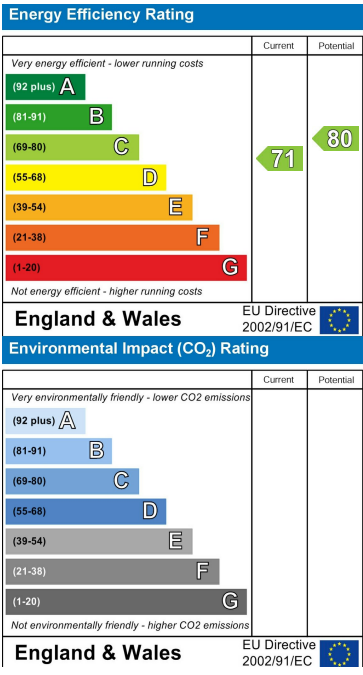 Energy Efficiency Rating
Current Potential
Very energy efficient - lower running costs
(92 plus) A
(81-91) B
(69-80) C
(55-68) D
(39-54) E
(21-38) F
(1-20) G
71
80
Not energy efficient - higher running costs
England & Wales
EU Directive
2002/91/EC
Environmental Impact (CO₂) Rating
Current Potential
Very environmentally friendly - lower CO2 emissions
(92 plus) A
(81-91) B
(69-80) C
(55-68) D
(39-54) E
(21-38) F
(1-20) G
Not environmentally friendly - higher CO2 emissions
England & Wales
EU Directive
2002/91/EC